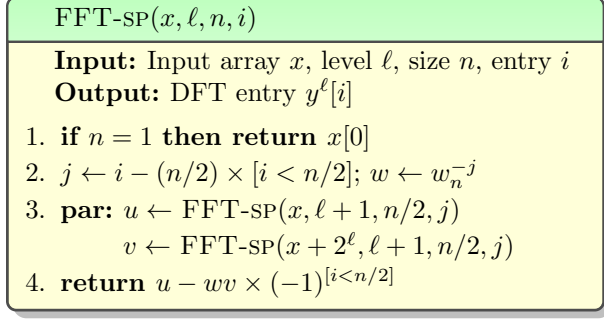 FFT-SP(x, ℓ, n, i)
Input: Input array x, level ℓ, size n, entry i
Output: DFT entry y^ℓ[i]
1. if n = 1 then return x[0]
2. j ← i − (n/2) × [i < n/2]; w ← w_n^{−j}
3. par: u ← FFT-SP(x, ℓ + 1, n/2, j)
v ← FFT-SP(x + 2^ℓ, ℓ + 1, n/2, j)
4. return u − wv × (−1)^{[i<n/2]}